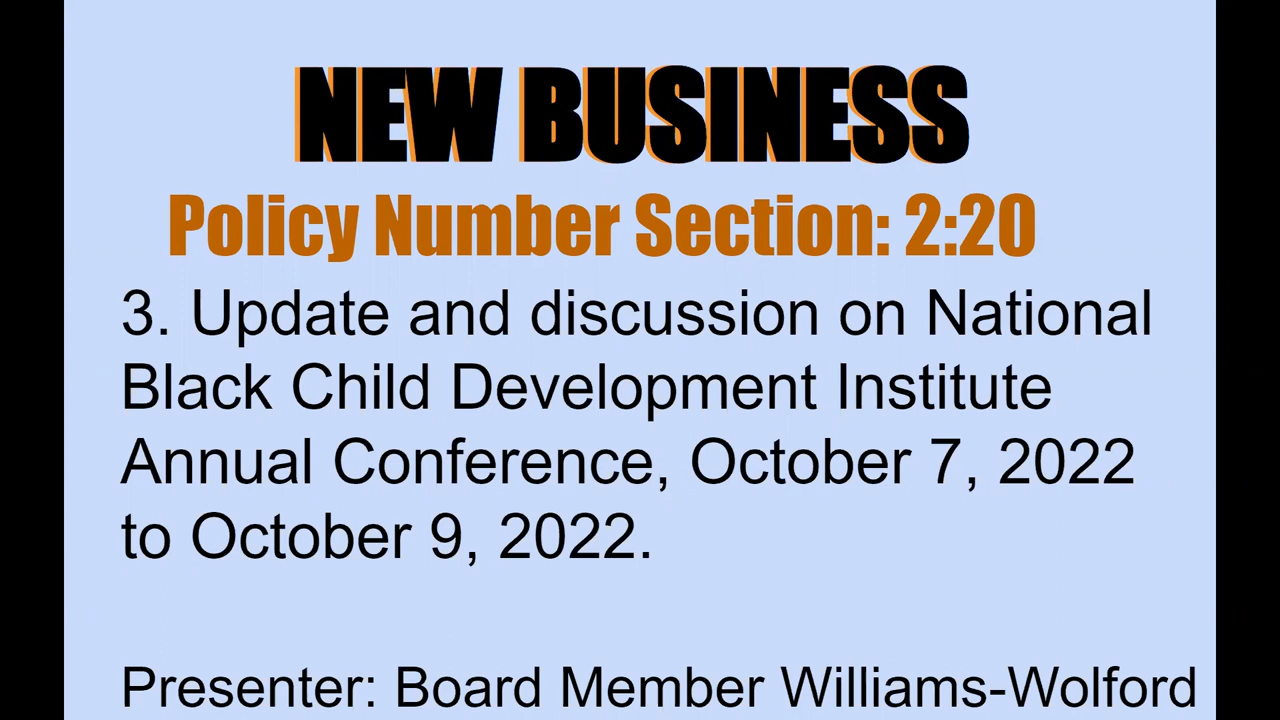 NEW BUSINESS
Policy Number Section: 2:20
3. Update and discussion on National
Black Child Development Institute
Annual Conference, October 7, 2022
to October 9, 2022.
Presenter: Board Member Williams-Wolford